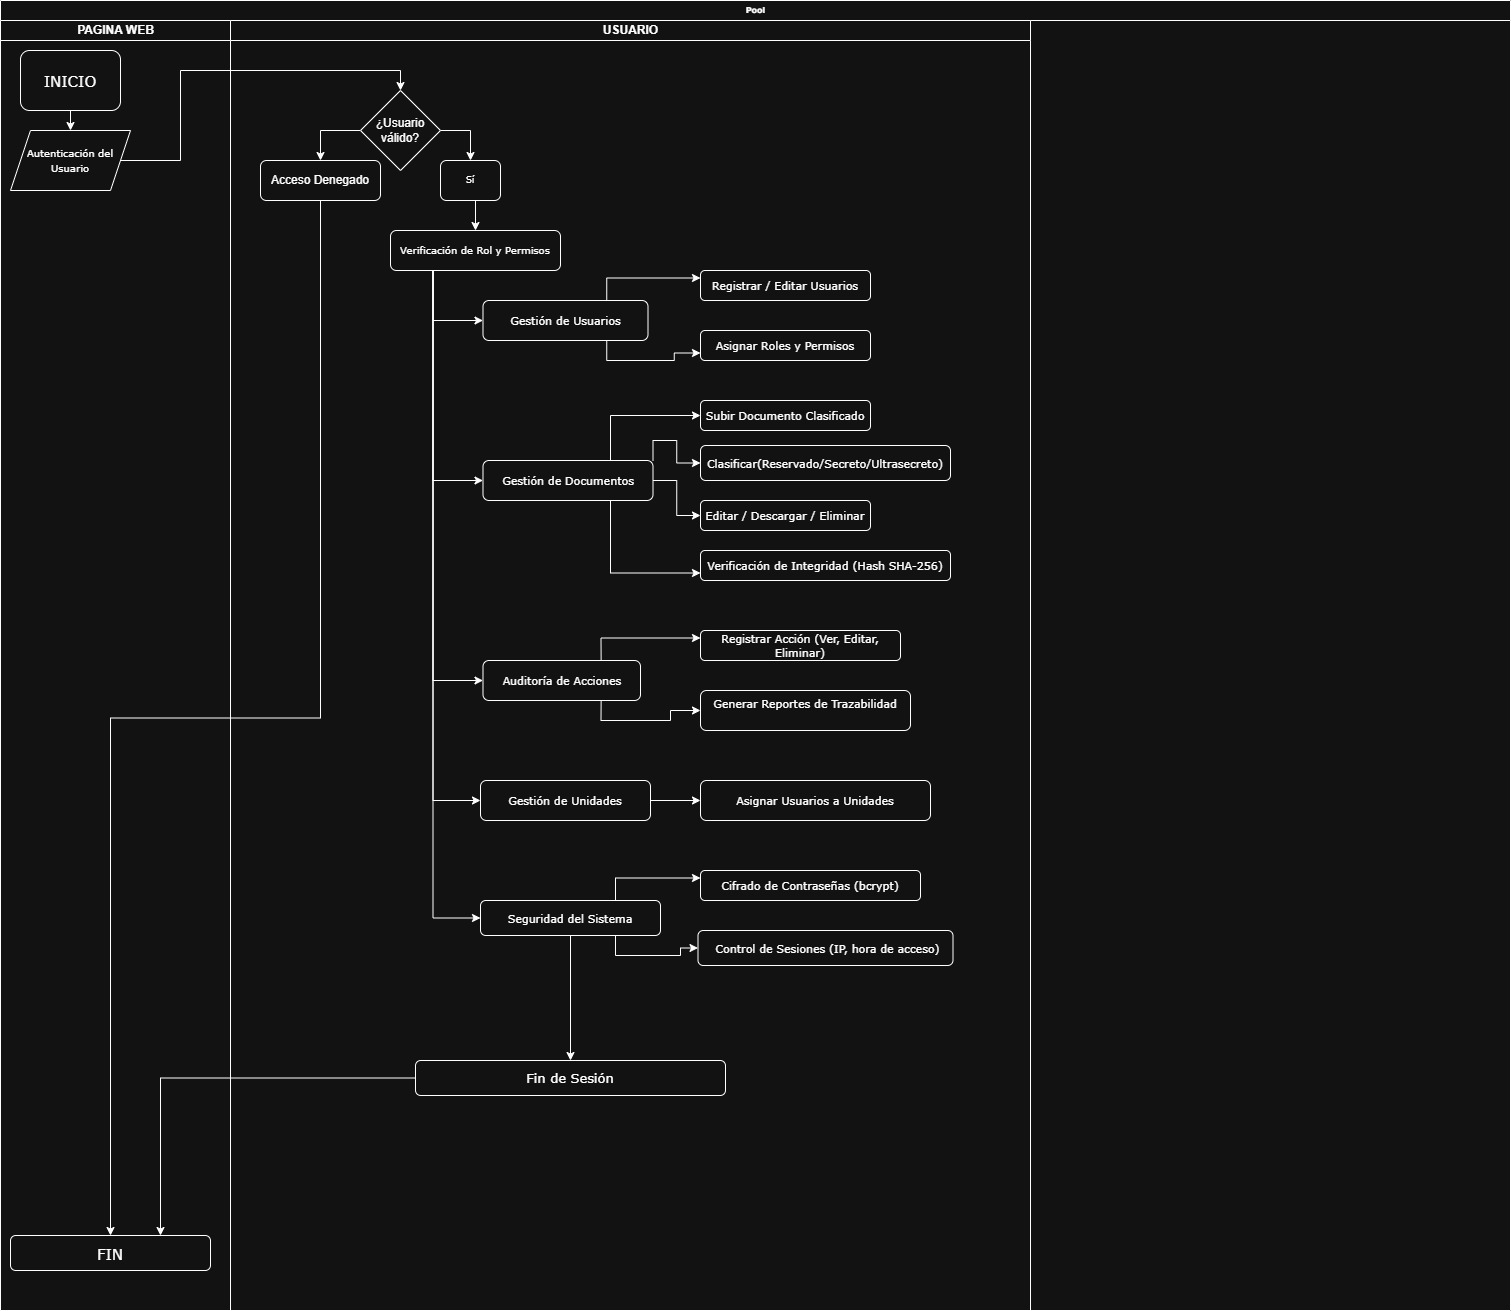 Pool
PAGINA WEB
USUARIO
INICIO
Autenticación del
Usuario
¿Usuario
válido?
Acceso Denegado
Sí
Verificación de Rol y Permisos
Gestión de Usuarios
Registrar / Editar Usuarios
Asignar Roles y Permisos
Gestión de Documentos
Subir Documento Clasificado
Clasificar(Reservado/Secreto/Ultrasecreto)
Editar / Descargar / Eliminar
Verificación de Integridad (Hash SHA-256)
Auditoría de Acciones
Registrar Acción (Ver, Editar,
Eliminar)
Generar Reportes de Trazabilidad
Gestión de Unidades
Asignar Usuarios a Unidades
Seguridad del Sistema
Cifrado de Contraseñas (bcrypt)
Control de Sesiones (IP, hora de acceso)
Fin de Sesión
FIN